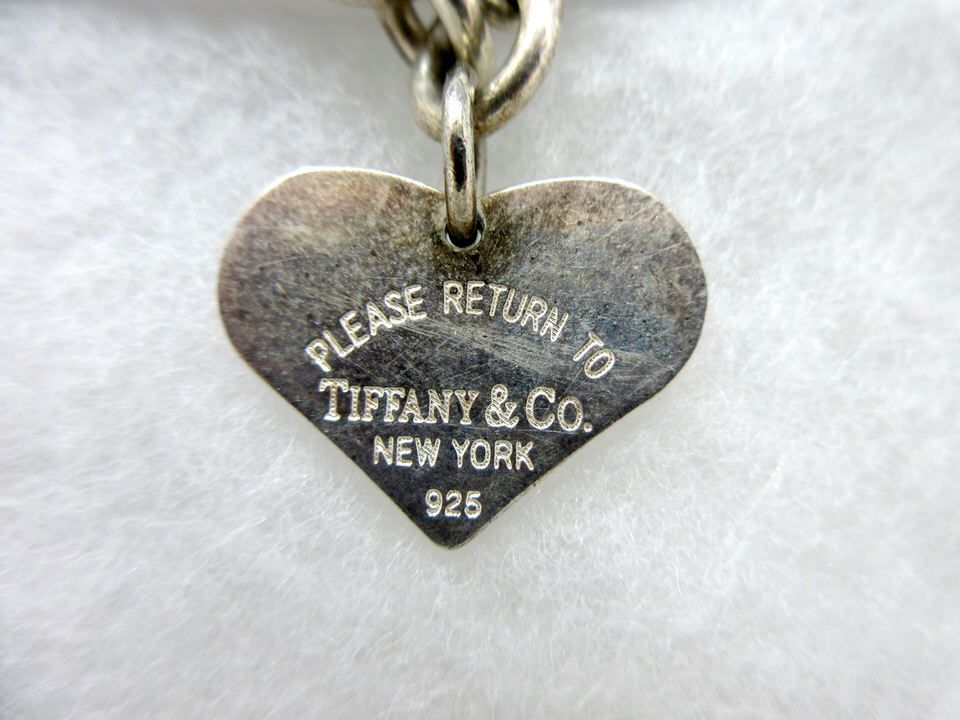 PLEASE RETURN TO
TIFFANY & CO.
NEW YORK
925